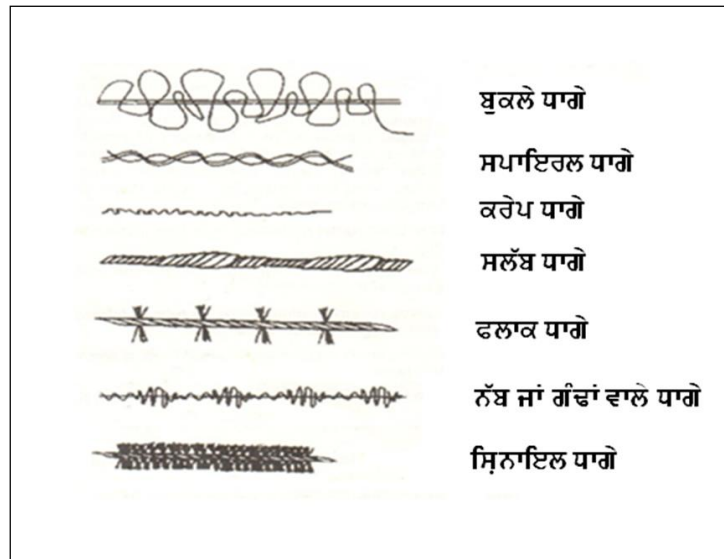 ਬੁਕਲੇ ਧਾਗੇ
ਸਪਾਇਰਲ ਧਾਗੇ
ਕਰੇਪ ਧਾਗੇ
ਸਲੱਬ ਧਾਗੇ
ਫਲਾਕ ਧਾਗੇ
ਨੱਬ ਜਾਂ ਗੰਢਾਂ ਵਾਲੇ ਧਾਗੇ
ਸ਼ਿਨਾਇਲ ਧਾਗੇ